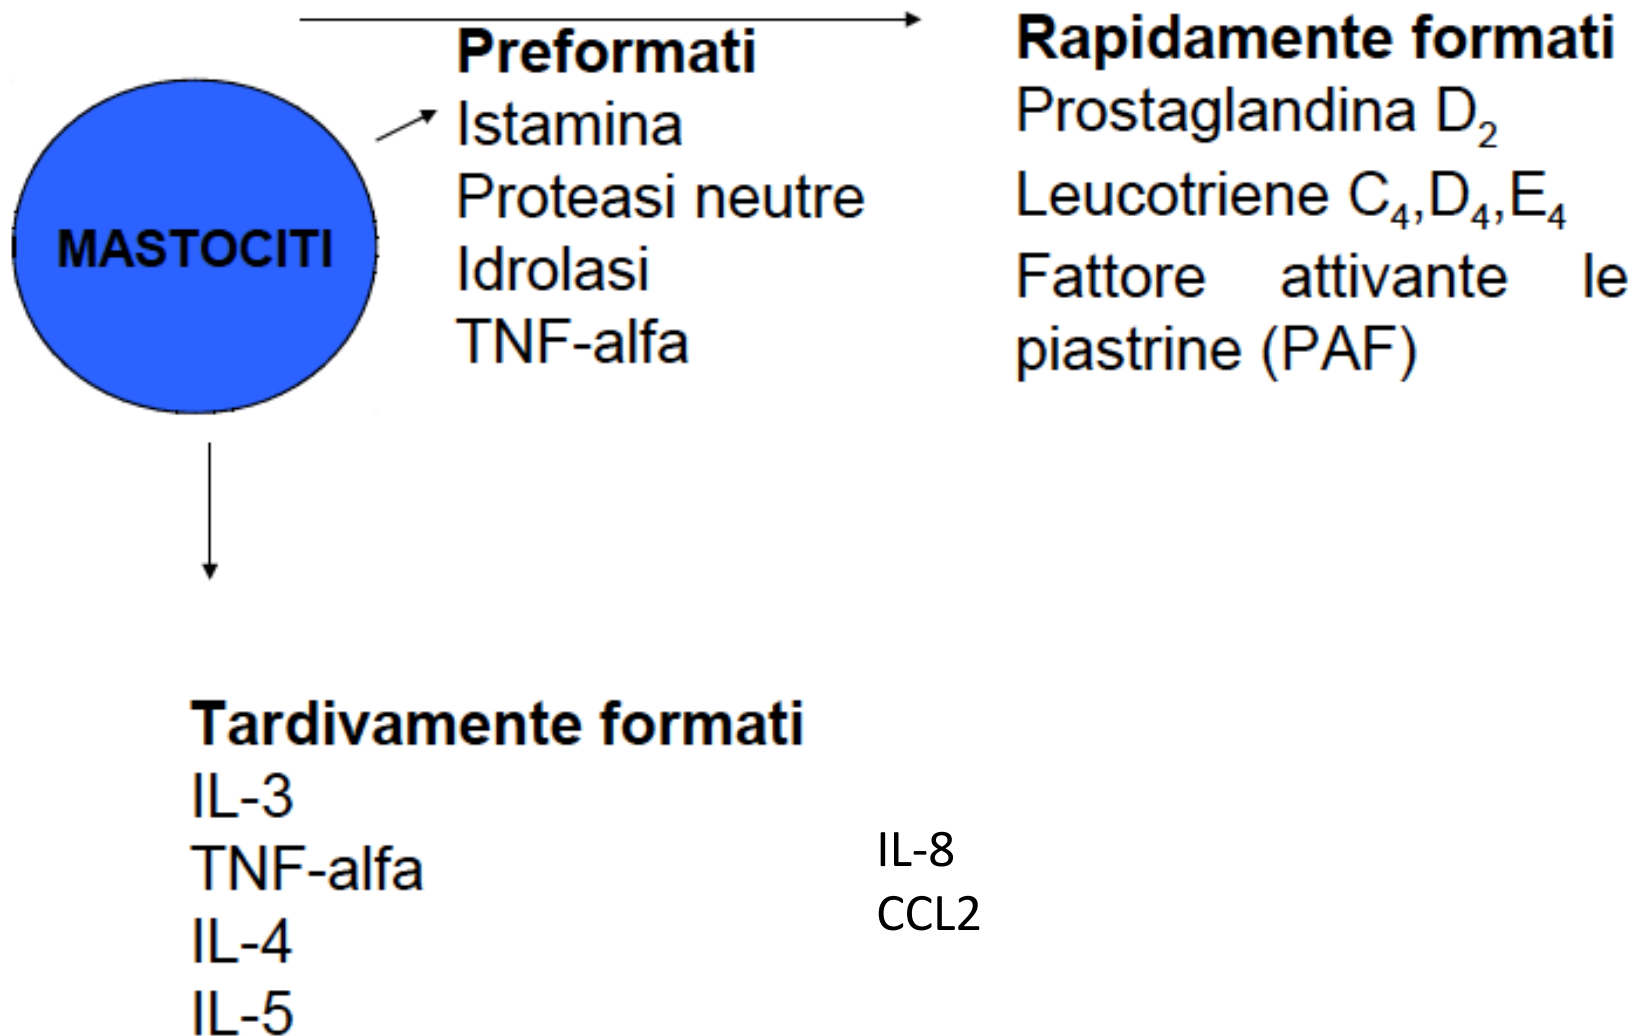 MASTOCITI
Preformati
Istamina
Proteasi neutre
Idrolasi
TNF-alfa
Rapidamente formati
Prostaglandina D₂
Leucotriene C₄,D₄,E₄
Fattore attivante le
piastrine (PAF)
Tardivamente formati
IL-3
TNF-alfa
IL-4
IL-5
IL-8
CCL2